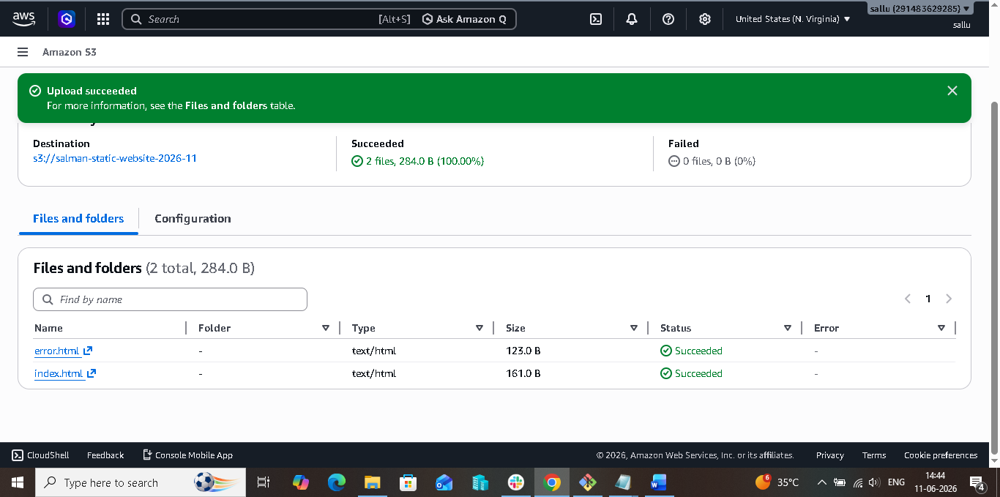 aws
Search [Alt+S] Ask Amazon Q
United States (N. Virginia)
sallu (291483629285)
sallu
Amazon S3
Upload succeeded
For more information, see the Files and folders table.
Destination
s3://salman-static-website-2026-11
Succeeded
2 files, 284.0 B (100.00%)
Failed
0 files, 0 B (0%)
Files and folders
Configuration
Files and folders (2 total, 284.0 B)
Find by name
1
Name Folder Type Size Status Error
error.html - text/html 123.0 B Succeeded -
index.html - text/html 161.0 B Succeeded -
CloudShell Feedback Console Mobile App © 2026, Amazon Web Services, Inc. or its affiliates. Privacy Terms Cookie preferences
Type here to search
6
35°C
ENG
14:44
11-06-2026
4